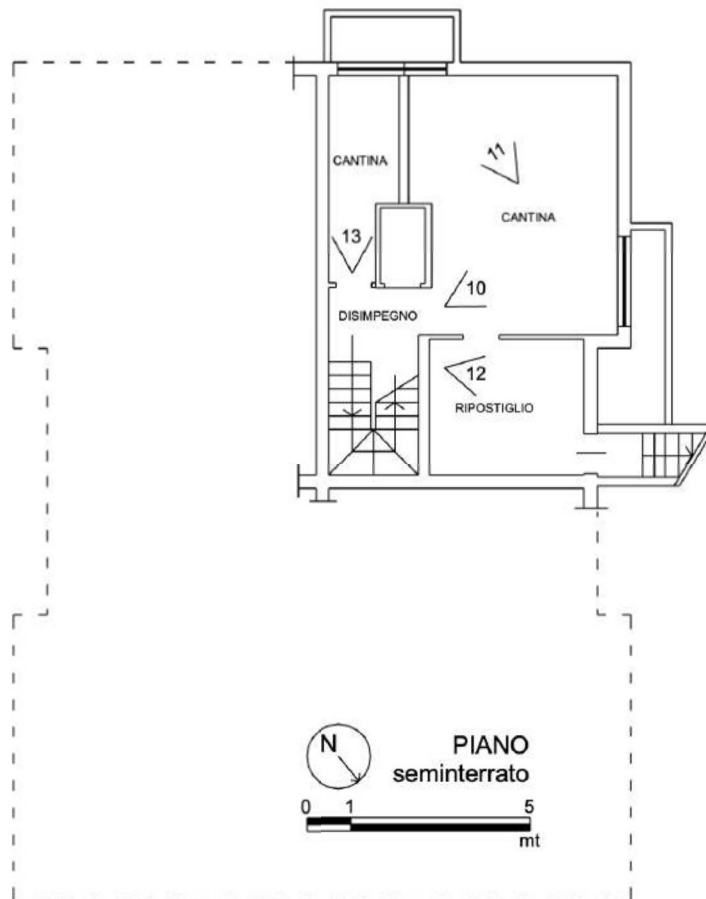 11
CANTINA
CANTINA
13
10
DISIMPEGNO
12
RIPOSTIGLIO
N
PIANO
seminterrato
0 1 5
mt